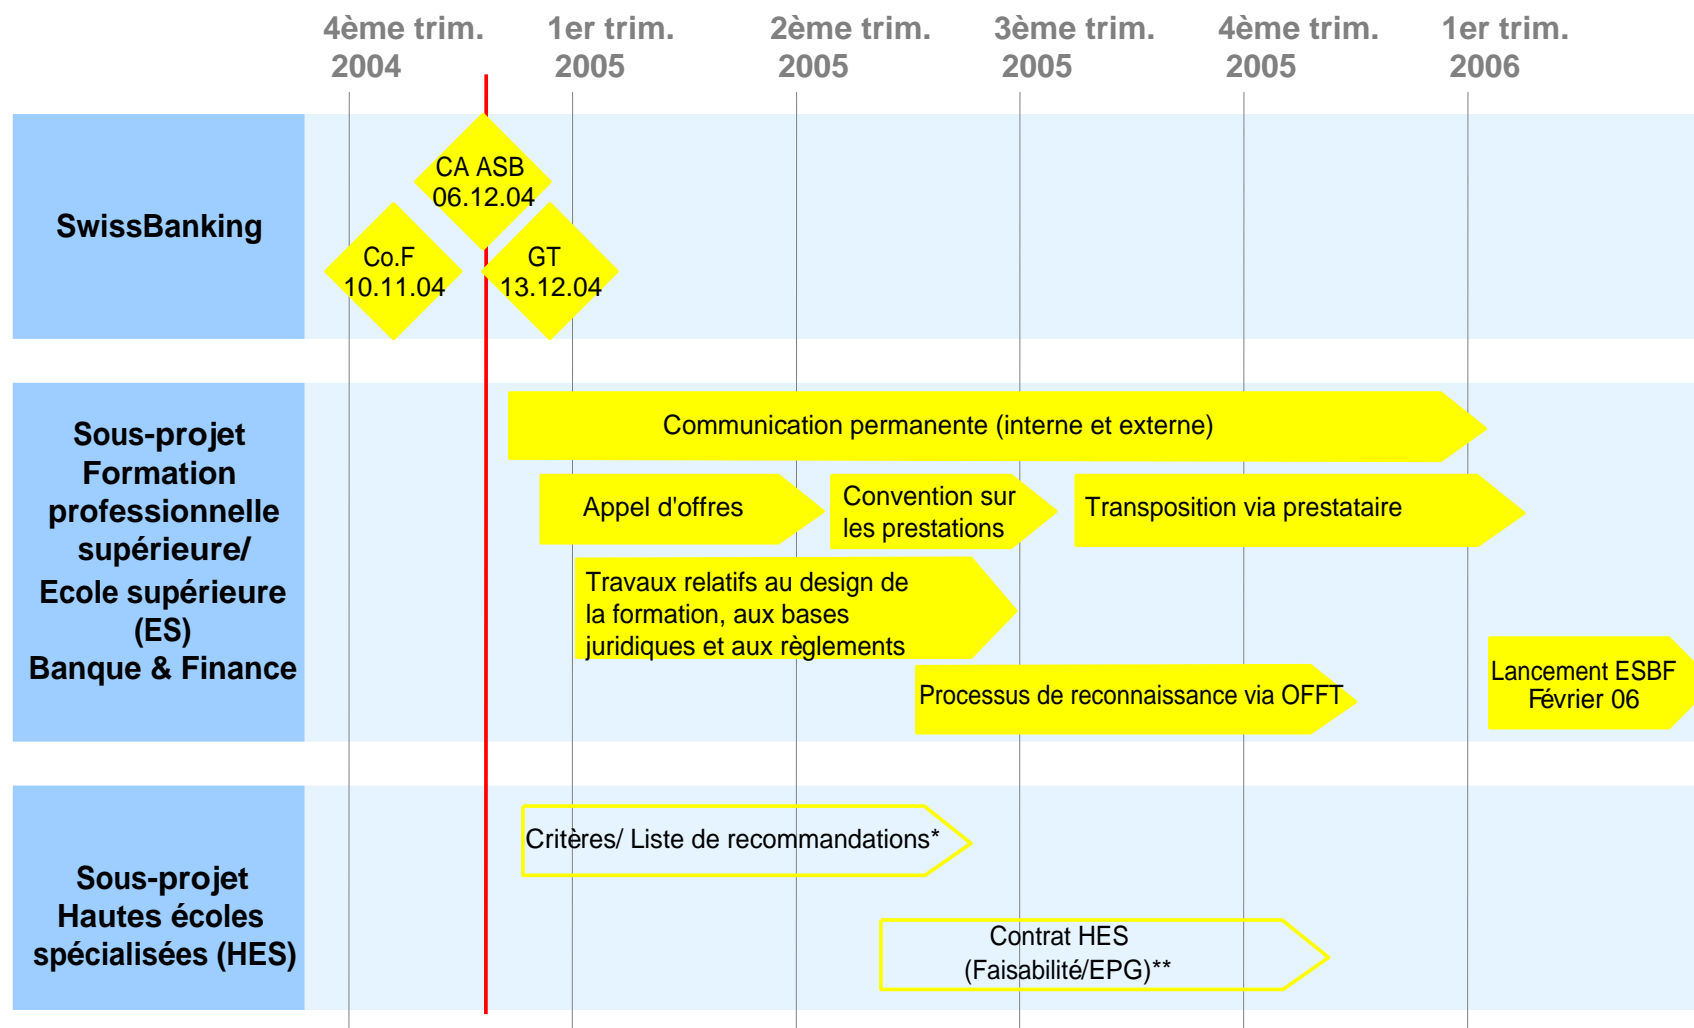 4ème trim.
2004
1er trim.
2005
2ème trim.
2005
3ème trim.
2005
4ème trim.
2005
1er trim.
2006
SwissBanking
CA ASB
06.12.04
Co.F
10.11.04
GT
13.12.04
Sous-projet
Formation
professionnelle
supérieure/
Ecole supérieure
(ES)
Banque & Finance
Communication permanente (interne et externe)
Appel d'offres
Convention sur
les prestations
Transposition via prestataire
Travaux relatifs au design de
la formation, aux bases
juridiques et aux règlements
Processus de reconnaissance via OFFT
Lancement ESBF
Février 06
Sous-projet
Hautes écoles
spécialisées (HES)
Critères/ Liste de recommandations*
Contrat HES
(Faisabilité/EPG)**